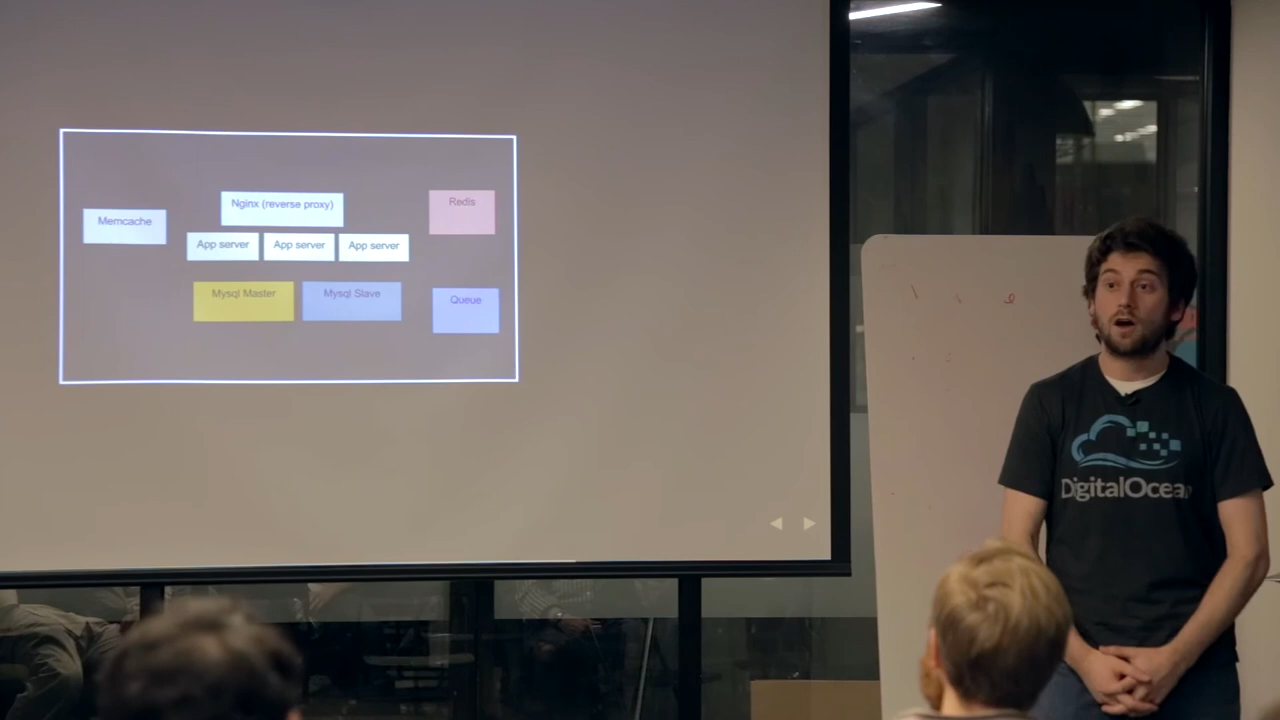 Nginx (reverse proxy)
Redis
Memcache
App server
App server
App server
Mysql Master
Mysql Slave
Queue
DigitalOcean